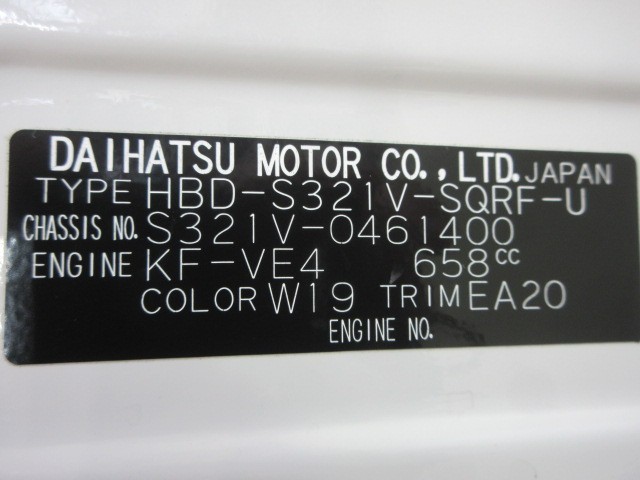 DAIHATSU MOTOR CO., LTD. JAPAN
TYPE HBD-S321V-SQRF-U
CHASSIS NO. S321V-0461400
ENGINE KF-VE4 658cc
COLOR W19 TRIM EA20
ENGINE NO.